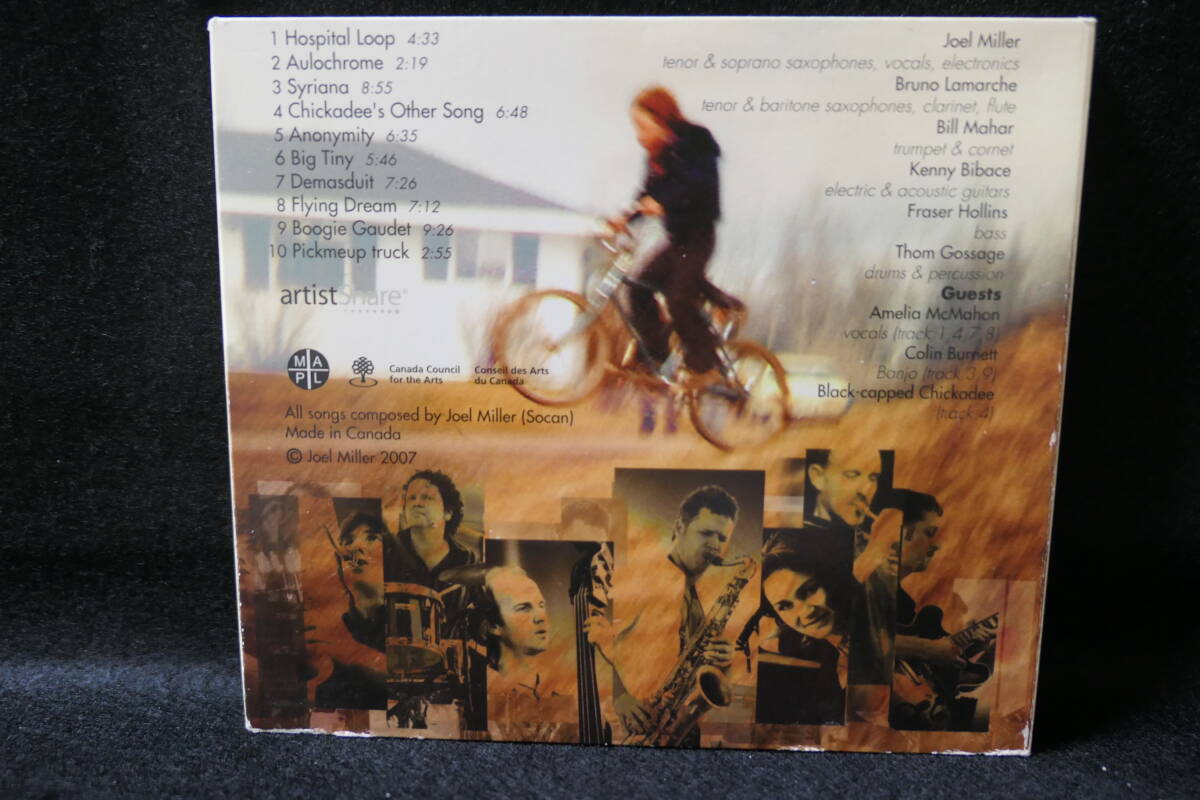 1 Hospital Loop 4:33
2 Aulochrome 2:19
3 Syriana 8:55
4 Chickadee's Other Song 6:48
5 Anonymity 6:35
6 Big Tiny 5:46
7 Demasduit 7:26
8 Flying Dream 7:12
9 Boogie Gaudet 9:26
10 Pickmeup truck 2:55
artistShare®
MAPL
Canada Council
for the Arts
Conseil des Arts
du Canada
All songs composed by Joel Miller (Socan)
Made in Canada
© Joel Miller 2007
Joel Miller
tenor & soprano saxophones, vocals, electronics
Bruno Lamarche
tenor & baritone saxophones, clarinet, flute
Bill Mahar
trumpet & cornet
Kenny Bibace
electric & acoustic guitars
Fraser Hollins
bass
Thom Gossage
drums & percussion
Guests
Amelia McMahon
vocals (track 1,4,7,8)
Colin Burnett
Banjo (track 3,9)
Black-capped Chickadee
(track 4)